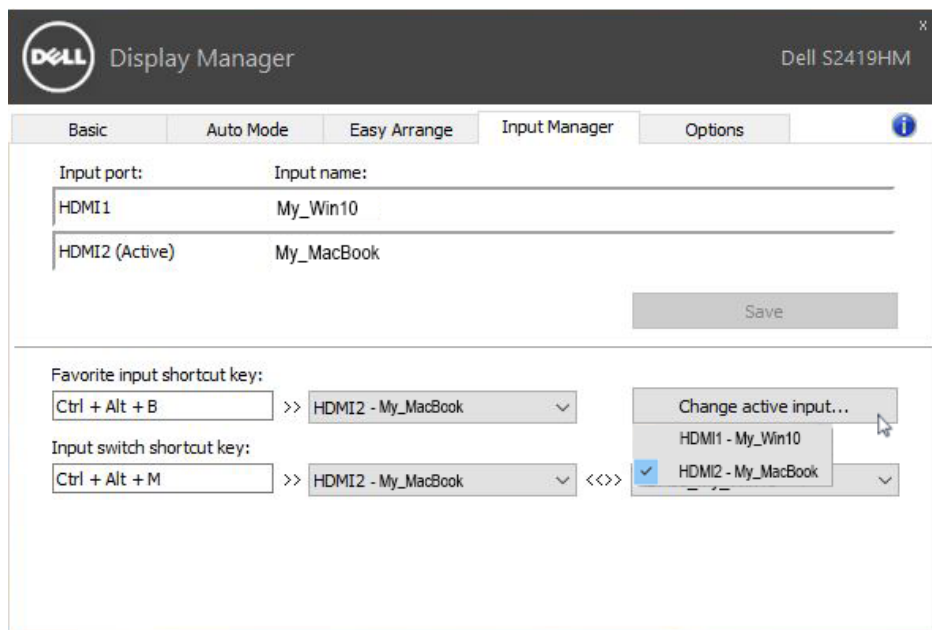 DELL Display Manager Dell S2419HM
x
Basic Auto Mode Easy Arrange Input Manager Options i
Input port: Input name:
HDMI1 My_Win10
HDMI2 (Active) My_MacBook
Save
Favorite input shortcut key:
Ctrl + Alt + B >> HDMI2 - My_MacBook Change active input...
HDMI1 - My_Win10
Input switch shortcut key:
HDMI2 - My_MacBook
Ctrl + Alt + M >> HDMI2 - My_MacBook <<>>